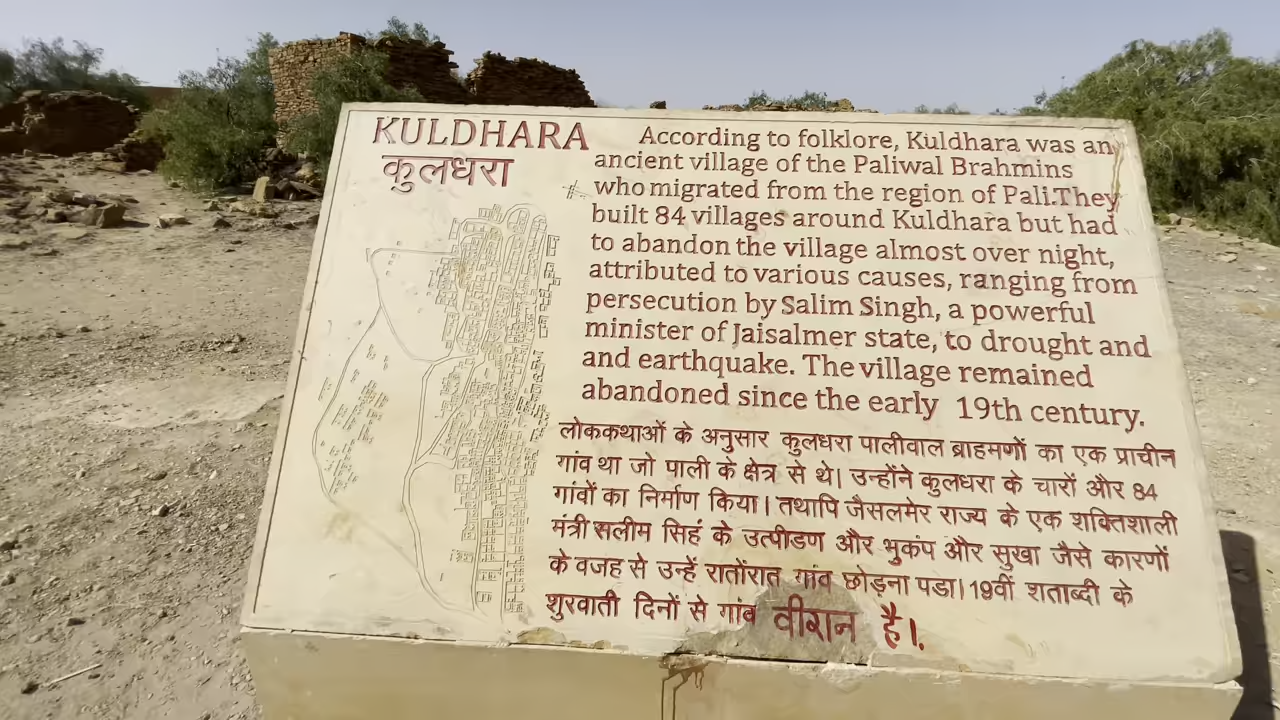 KULDHARA
कुलधरा
According to folklore, Kuldhara was an
ancient village of the Paliwal Brahmins
who migrated from the region of Pali.They
built 84 villages around Kuldhara but had
to abandon the village almost over night,
attributed to various causes, ranging from
persecution by Salim Singh, a powerful
minister of Jaisalmer state, to drought and
and earthquake. The village remained
abandoned since the early 19th century.
लोककथाओं के अनुसार कुलधरा पालीवाल ब्राहमणों का एक प्राचीन
गांव था जो पाली के क्षेत्र से थे। उन्होंने कुलधरा के चारों और 84
गांवों का निर्माण किया। तथापि जैसलमेर राज्य के एक शक्तिशाली
मंत्री सलीम सिहं के उत्पीडण और भुकंप और सुखा जैसे कारणों
के वजह से उन्हें रातोंरात गांव छोड़ना पडा। 19वीं शताब्दी के
शुरवाती दिनों से गांव वीरान है।